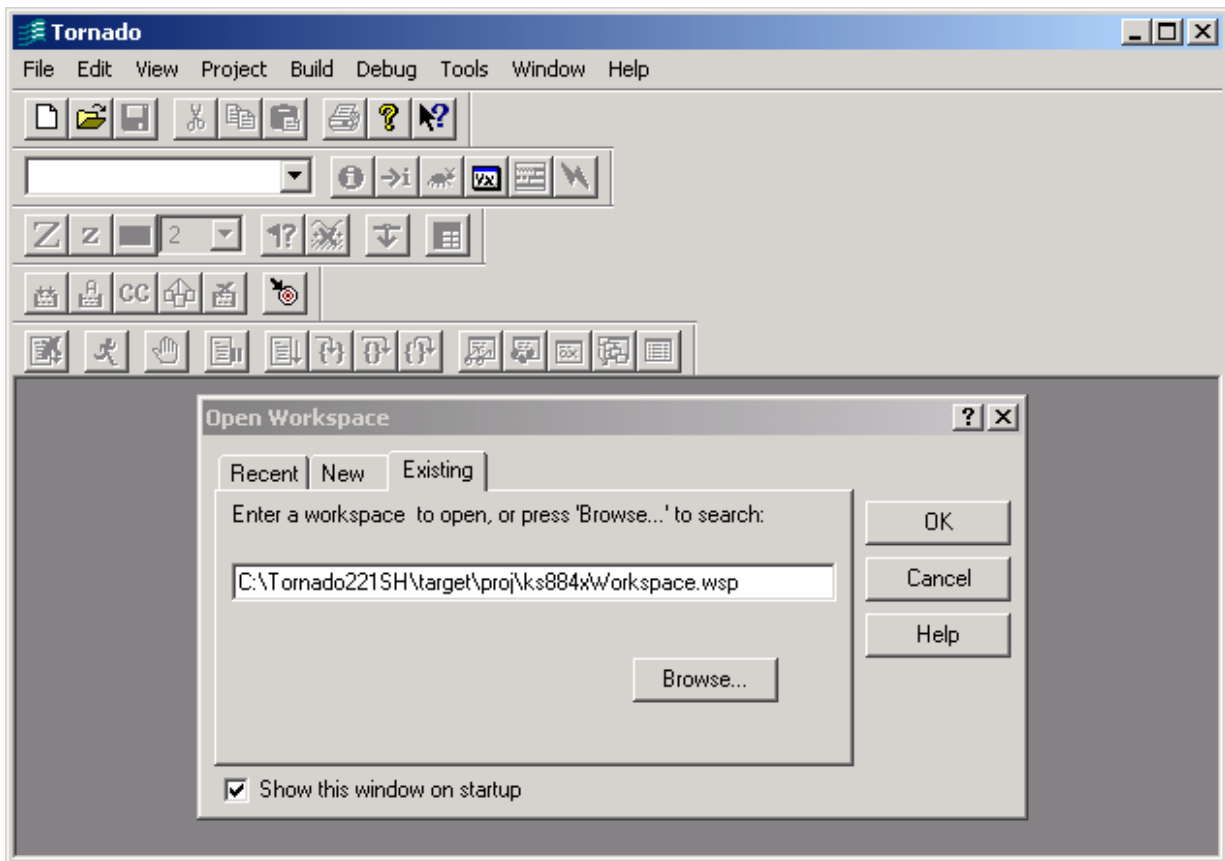 Tornado
File Edit View Project Build Debug Tools Window Help
2
CC
Open Workspace
Recent New Existing
Enter a workspace to open, or press 'Browse...' to search:
OK
C:\Tornado221SH\target\proj\ks884xWorkspace.wsp
Cancel
Help
Browse...
Show this window on startup